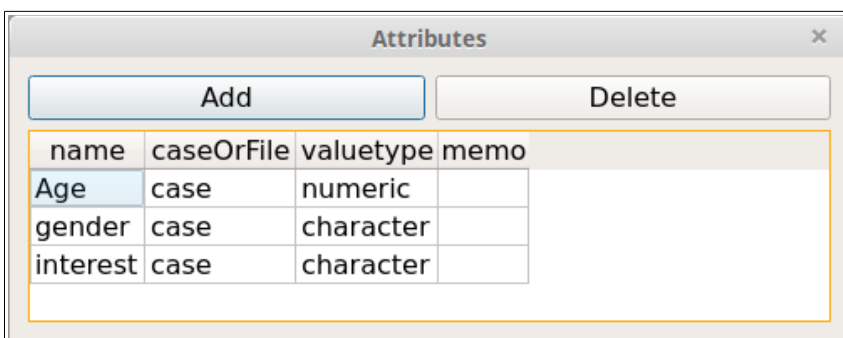 Attributes ×
Add Delete
name caseOrFile valuetype memo
Age case numeric
gender case character
interest case character